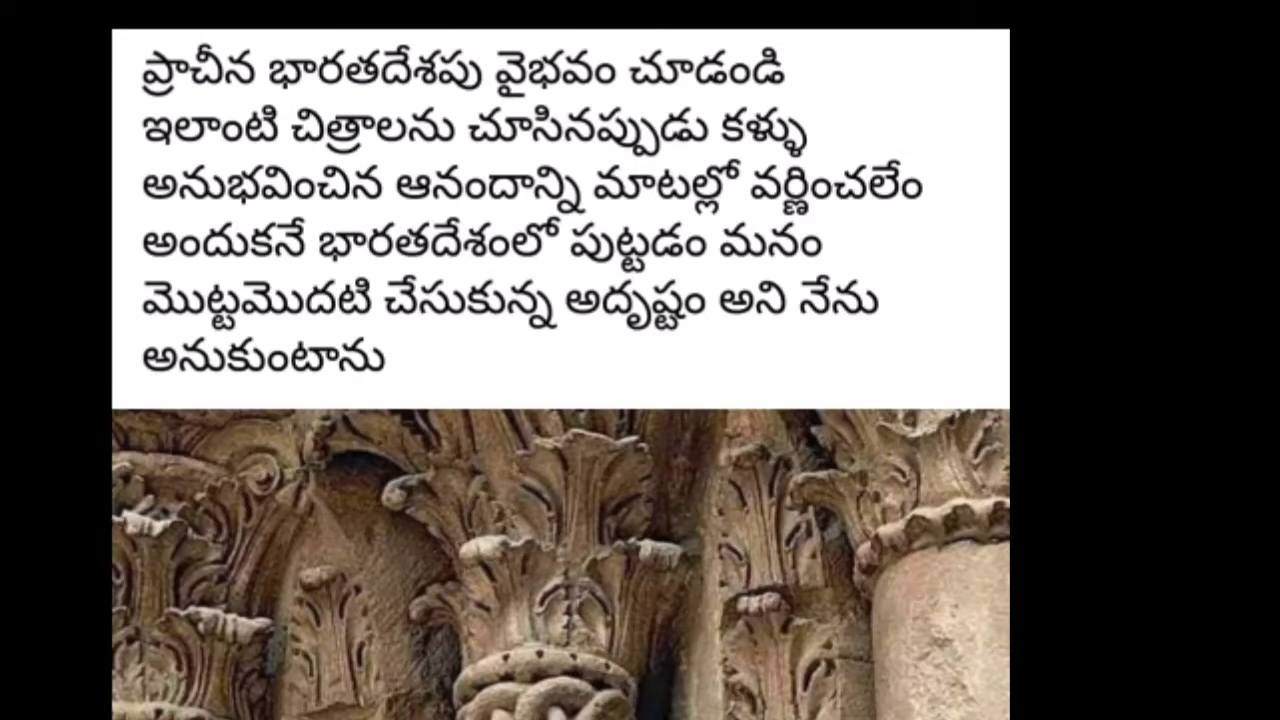 ప్రాచీన భారతదేశపు వైభవం చూడండి
ఇలాంటి చిత్రాలను చూసినప్పుడు కళ్ళు
అనుభవించిన ఆనందాన్ని మాటల్లో వర్ణించలేం
అందుకనే భారతదేశంలో పుట్టడం మనం
మొట్టమొదటి చేసుకున్న అదృష్టం అని నేను
అనుకుంటాను